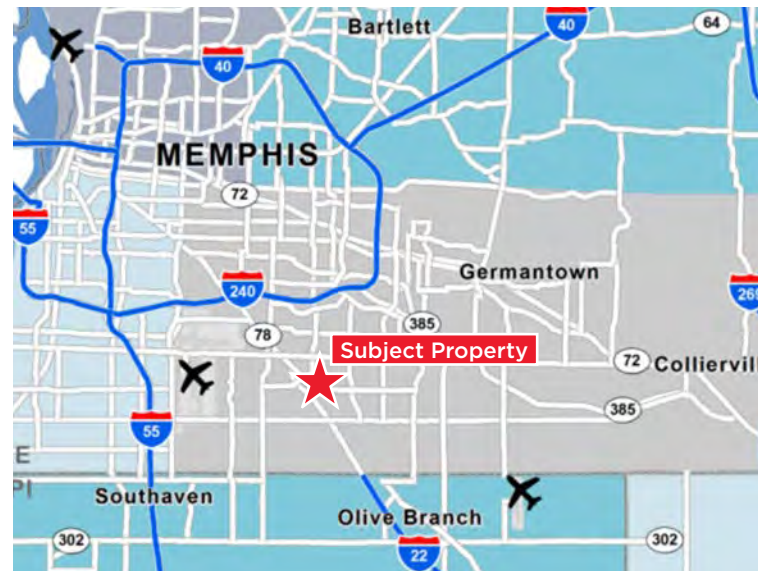 Bartlett
40
64
40
MEMPHIS
72
55
Germantown
240
269
385
78
Subject Property
72
Colliervill
385
55
E
PI
Southaven
Olive Branch
302
302
22